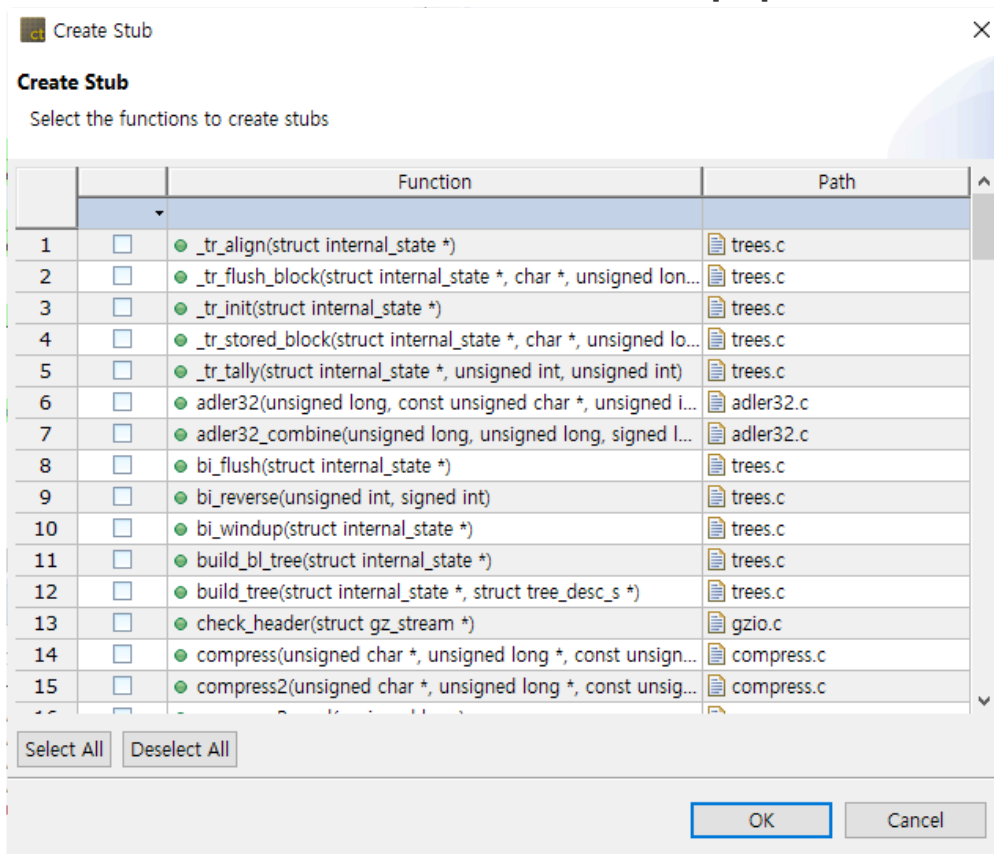 ct Create Stub
Create Stub
Select the functions to create stubs
Function Path
1 _tr_align(struct internal_state *) trees.c
2 _tr_flush_block(struct internal_state *, char *, unsigned lon... trees.c
3 _tr_init(struct internal_state *) trees.c
4 _tr_stored_block(struct internal_state *, char *, unsigned lo... trees.c
5 _tr_tally(struct internal_state *, unsigned int, unsigned int) trees.c
6 adler32(unsigned long, const unsigned char *, unsigned i... adler32.c
7 adler32_combine(unsigned long, unsigned long, signed l... adler32.c
8 bi_flush(struct internal_state *) trees.c
9 bi_reverse(unsigned int, signed int) trees.c
10 bi_windup(struct internal_state *) trees.c
11 build_bl_tree(struct internal_state *) trees.c
12 build_tree(struct internal_state *, struct tree_desc_s *) trees.c
13 check_header(struct gz_stream *) gzio.c
14 compress(unsigned char *, unsigned long *, const unsign... compress.c
15 compress2(unsigned char *, unsigned long *, const unsig... compress.c
Select All Deselect All
OK Cancel